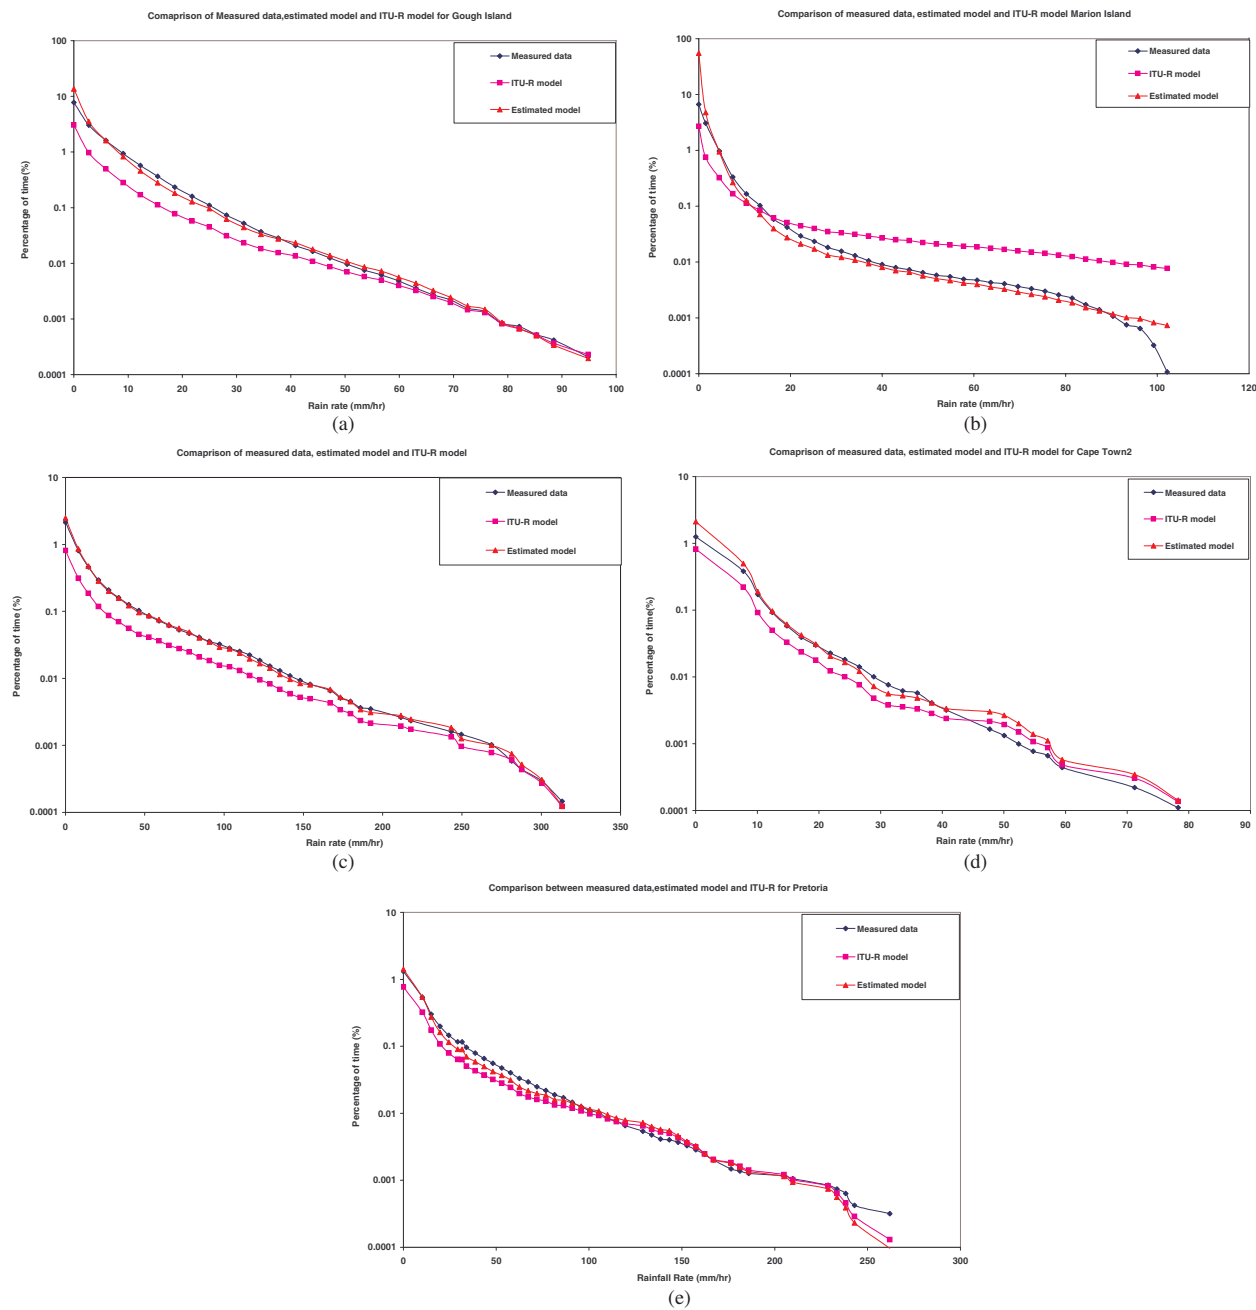 Comaprison of Measured data,estimated model and ITU-R model for Gough Island
100
10
1
0.1
0.01
0.001
0.0001
Percentage of time(%)
Measured data
ITU-R model
Estimated model
0 10 20 30 40 50 60 70 80 90 100
Rain rate (mm/hr)
(a)
Comparison of measured data, estimated model and ITU-R model Marion Island
100
10
1
0.1
0.01
0.001
0.0001
Percentage of time (%)
Measured data
ITU-R model
Estimated model
0 20 40 60 80 100 120
Rain rate (mm/hr)
(b)
Comaprison of measured data, estimated model and ITU-R model
10
1
0.1
0.01
0.001
0.0001
Percentage of time (%)
Measured data
ITU-R model
Estimated model
0 50 100 150 200 250 300 350
Rain rate (mm/hr)
(c)
Comaprison of measured data, estimated model and ITU-R model for Cape Town2
10
1
0.1
0.01
0.001
0.0001
Percentage of time(%)
Measured data
ITU-R model
Estimated model
0 10 20 30 40 50 60 70 80 90
Rain rate (mm/hr)
(d)
Comparison between measured data,estimated model and ITU-R for Pretoria
10
1
0.1
0.01
0.001
0.0001
Percentage of time (%)
Measured data
ITU-R model
Estimated model
0 50 100 150 200 250 300
Rainfall Rate (mm/hr)
(e)